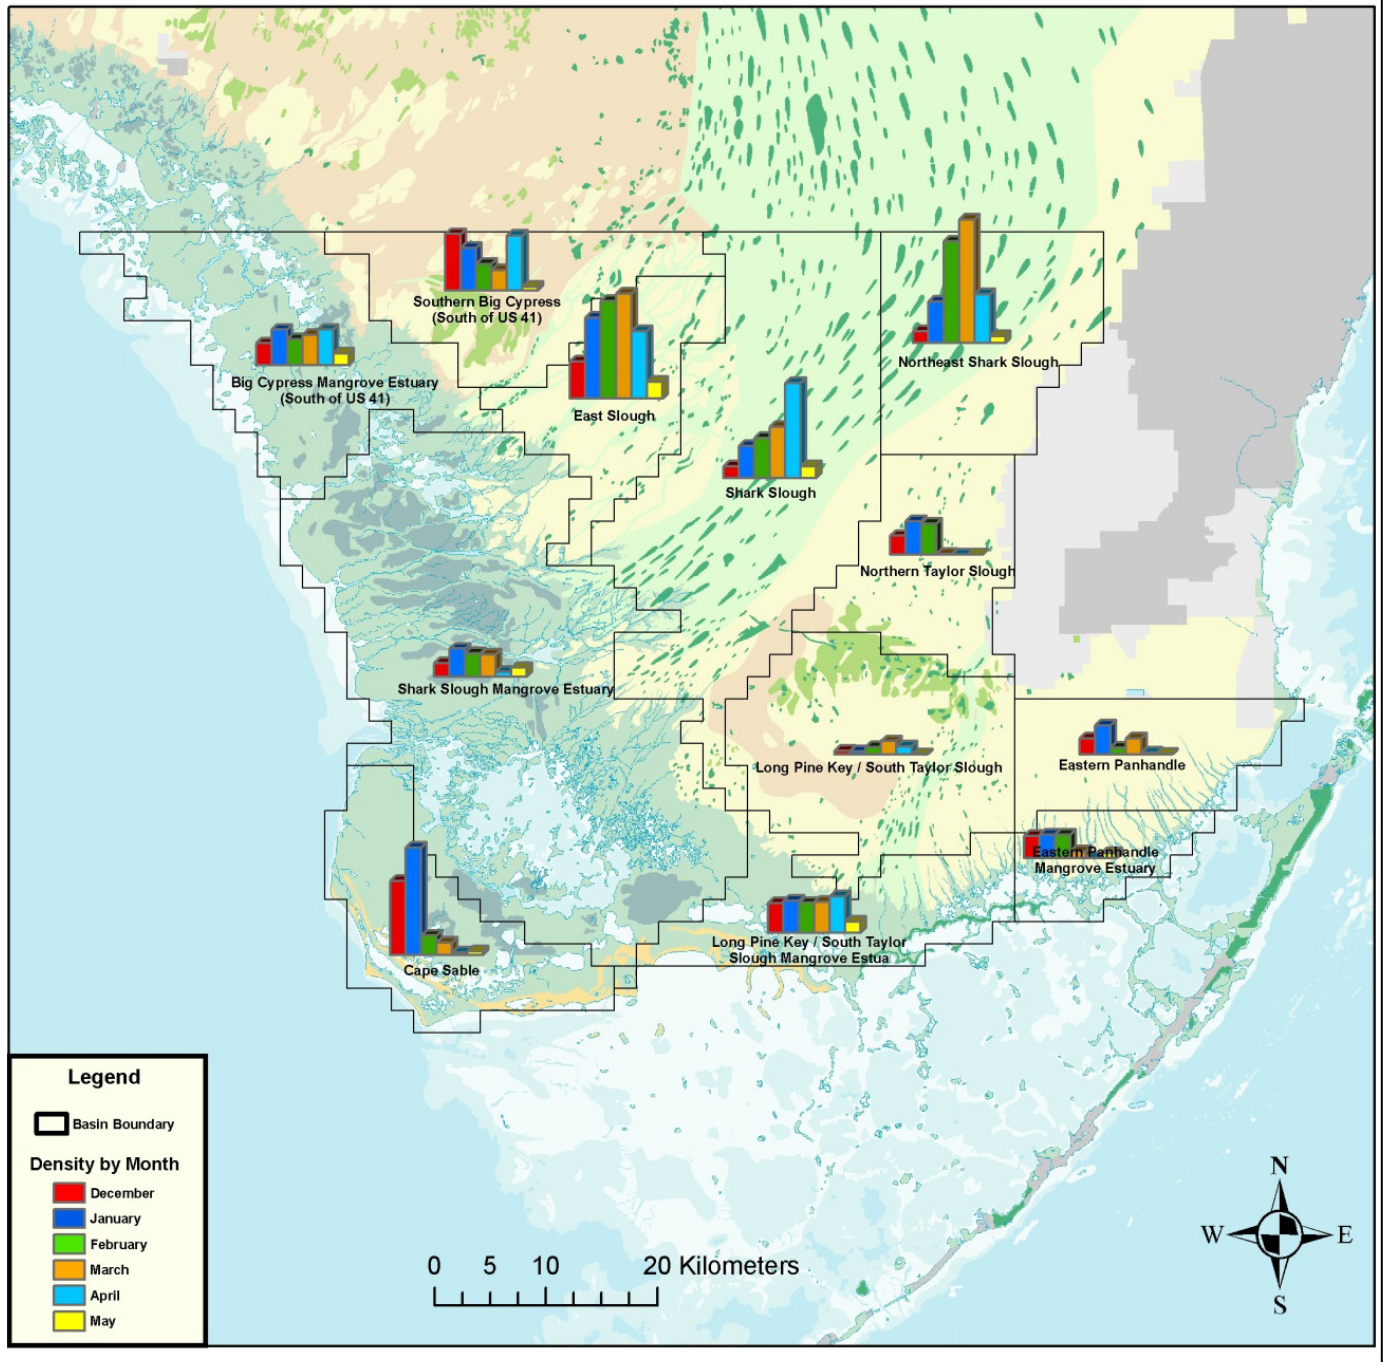 Southern Big Cypress
(South of US 41)
Northeast Shark Slough
Big Cypress Mangrove Estuary
(South of US 41)
East Slough
Shark Slough
Northern Taylor Slough
Shark Slough Mangrove Estuary
Long Pine Key / South Taylor Slough
Eastern Panhandle
Eastern Panhandle
Mangrove Estuary
Long Pine Key / South Taylor
Slough Mangrove Estua
Cape Sable
Legend
Basin Boundary
Density by Month
December
January
February
March
April
May
0 5 10 20 Kilometers
N
W E
S